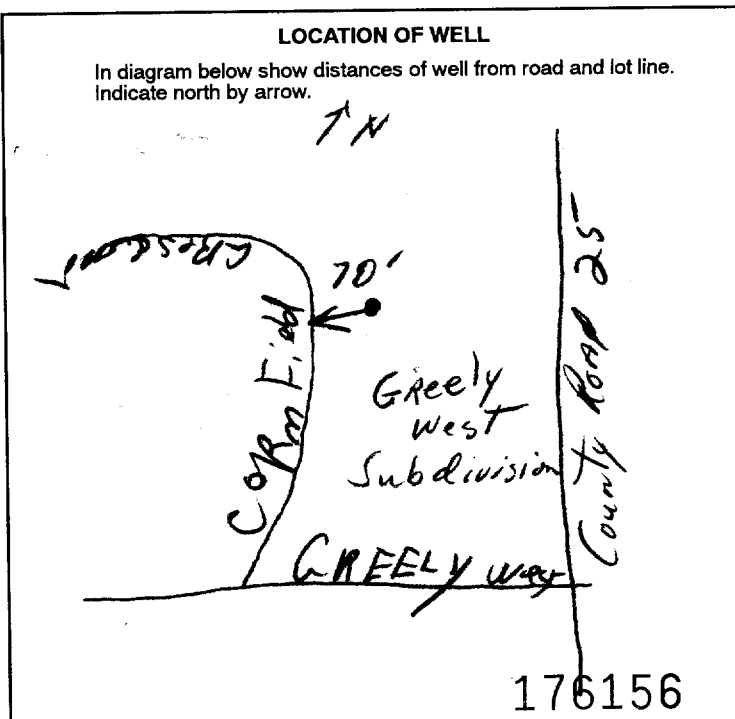 LOCATION OF WELL
In diagram below show distances of well from road and lot line.
Indicate north by arrow.
N
CRESCENT
70'
CORN Field
Greely
West
Subdivision
County ROAD 25
GREELY West
176156